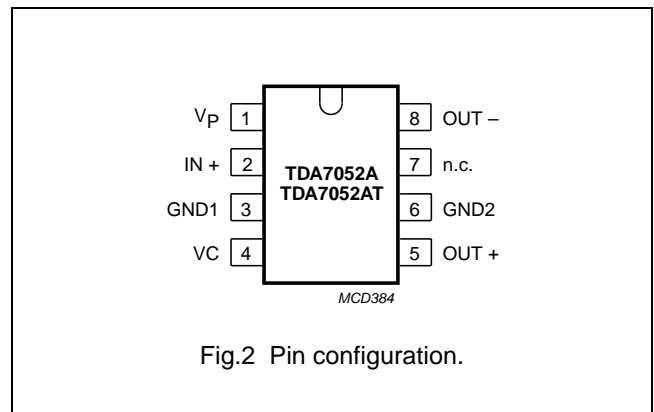 VP 1 8 OUT –
IN + 2 7 n.c.
TDA7052A
TDA7052AT
GND1 3 6 GND2
VC 4 5 OUT +
MCD384
Fig.2 Pin configuration.